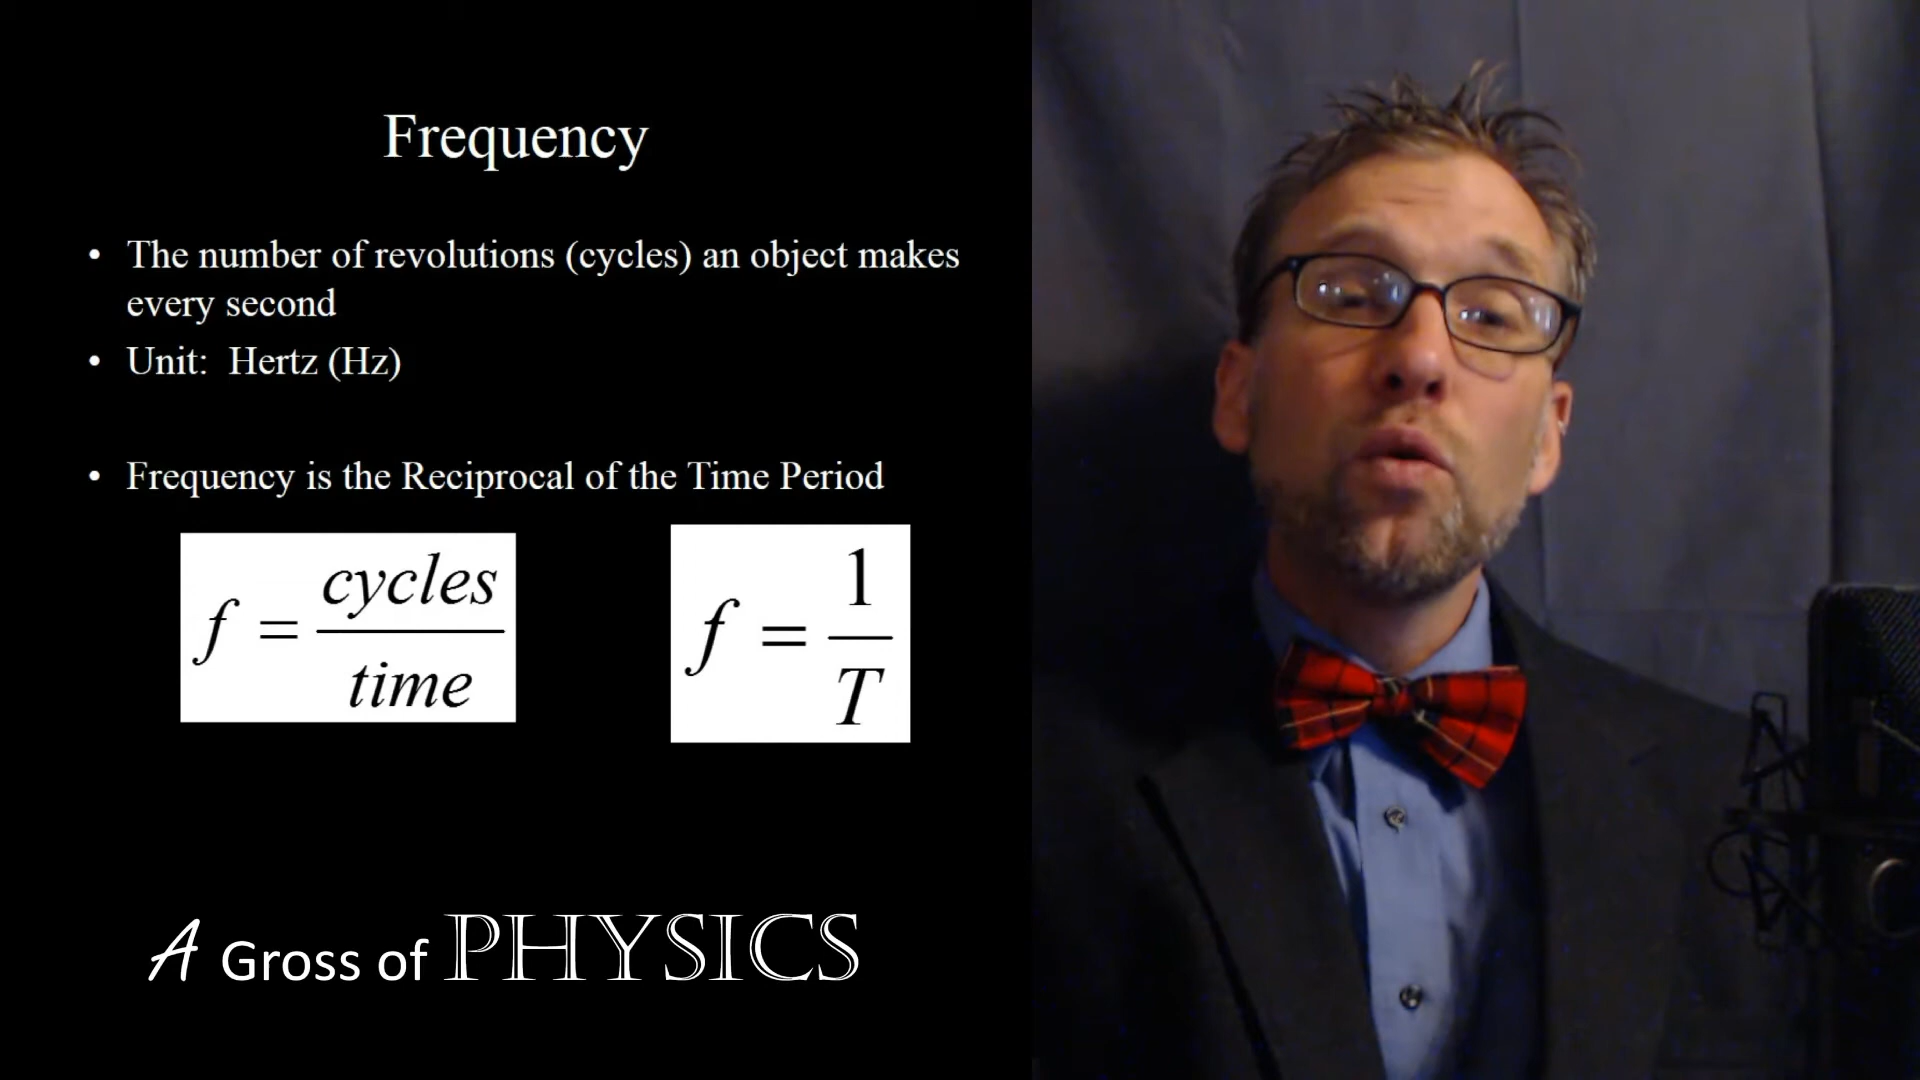 Frequency
• The number of revolutions (cycles) an object makes
every second
• Unit: Hertz (Hz)
• Frequency is the Reciprocal of the Time Period
f = cycles / time
f = 1 / T
A Gross of PHYSICS